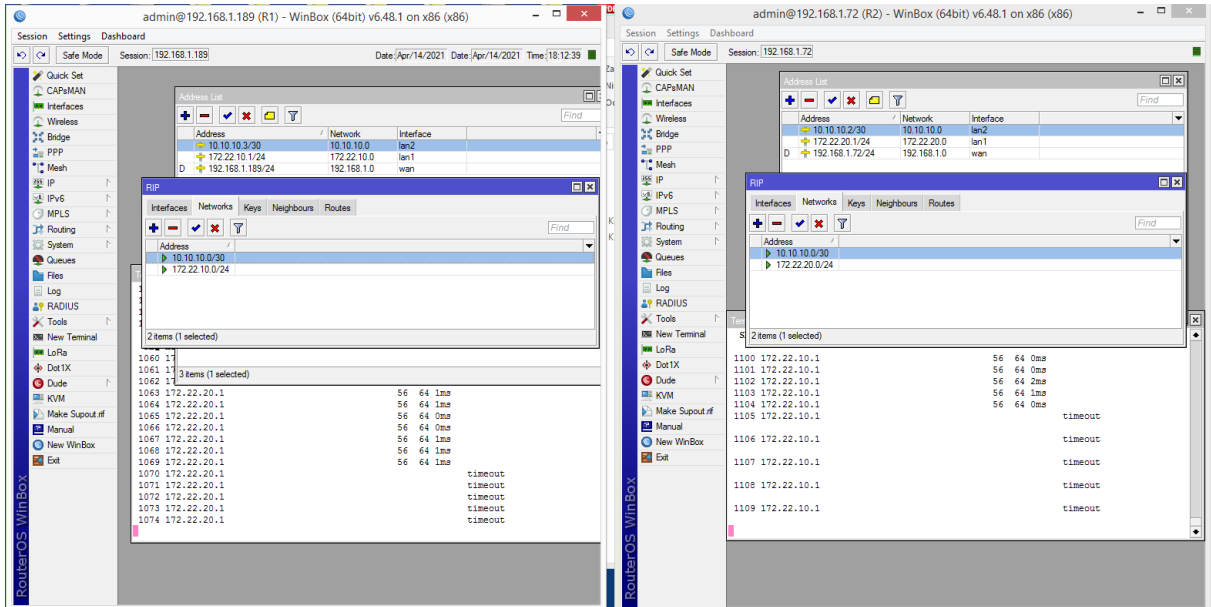 admin@192.168.1.189 (R1) - WinBox (64bit) v6.48.1 on x86 (x86)
Session Settings Dashboard
Safe Mode Session: 192.168.1.189 Date: Apr/14/2021 Date: Apr/14/2021 Time: 18:12:39
Quick Set
CAPsMAN
Interfaces
Wireless
Bridge
PPP
Mesh
IP
IPv6
MPLS
Routing
System
Queues
Files
Log
RADIUS
Tools
New Terminal
LoRa
Dot1X
Dude
KVM
Make Supout.rif
Manual
New WinBox
Exit
RouterOS WinBox
Address List
Find
Address Network Interface
10.10.10.3/30 10.10.10.0 lan2
172.22.10.1/24 172.22.10.0 lan1
D 192.168.1.189/24 192.168.1.0 wan
RIP
Interfaces Networks Keys Neighbours Routes
Find
Address
10.10.10.0/30
172.22.10.0/24
2 items (1 selected)
3 items (1 selected)
1060 17
1061 17
1062 17
1063 172.22.20.1 56 64 1ms
1064 172.22.20.1 56 64 1ms
1065 172.22.20.1 56 64 0ms
1066 172.22.20.1 56 64 0ms
1067 172.22.20.1 56 64 1ms
1068 172.22.20.1 56 64 1ms
1069 172.22.20.1 56 64 1ms
1070 172.22.20.1 timeout
1071 172.22.20.1 timeout
1072 172.22.20.1 timeout
1073 172.22.20.1 timeout
1074 172.22.20.1 timeout
admin@192.168.1.72 (R2) - WinBox (64bit) v6.48.1 on x86 (x86)
Session Settings Dashboard
Safe Mode Session: 192.168.1.72
Quick Set
CAPsMAN
Interfaces
Wireless
Bridge
PPP
Mesh
IP
IPv6
MPLS
Routing
System
Queues
Files
Log
RADIUS
Tools
New Terminal
LoRa
Dot1X
Dude
KVM
Make Supout.rif
Manual
New WinBox
Exit
RouterOS WinBox
Address List
Find
Address Network Interface
10.10.10.2/30 10.10.10.0 lan2
172.22.20.1/24 172.22.20.0 lan1
D 192.168.1.72/24 192.168.1.0 wan
RIP
Interfaces Networks Keys Neighbours Routes
Find
Address
10.10.10.0/30
172.22.20.0/24
2 items (1 selected)
1100 172.22.10.1 56 64 0ms
1101 172.22.10.1 56 64 0ms
1102 172.22.10.1 56 64 2ms
1103 172.22.10.1 56 64 1ms
1104 172.22.10.1 56 64 0ms
1105 172.22.10.1 timeout
1106 172.22.10.1 timeout
1107 172.22.10.1 timeout
1108 172.22.10.1 timeout
1109 172.22.10.1 timeout